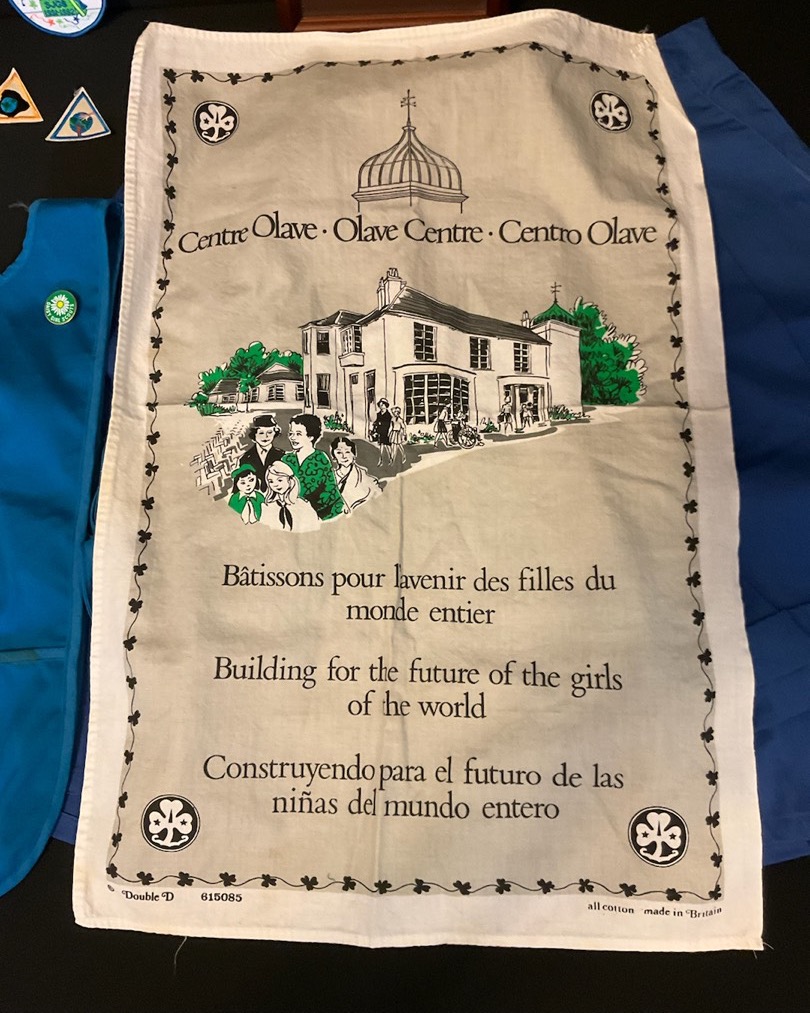 Centre Olave · Olave Centre · Centro Olave
Bâtissons pour l'avenir des filles du
monde entier
Building for the future of the girls
of the world
Construyendo para el futuro de las
niñas del mundo entero
Double D 615085
all cotton made in Britain